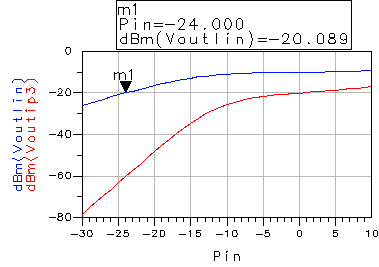 m1
Pin=-24.000
dBm(Voutlin)=-20.089
dBm(Voutlin)
dBm(Voutip3)
0
-20
-40
-60
-80
m1
-30 -25 -20 -15 -10 -5 0 5 10
Pin